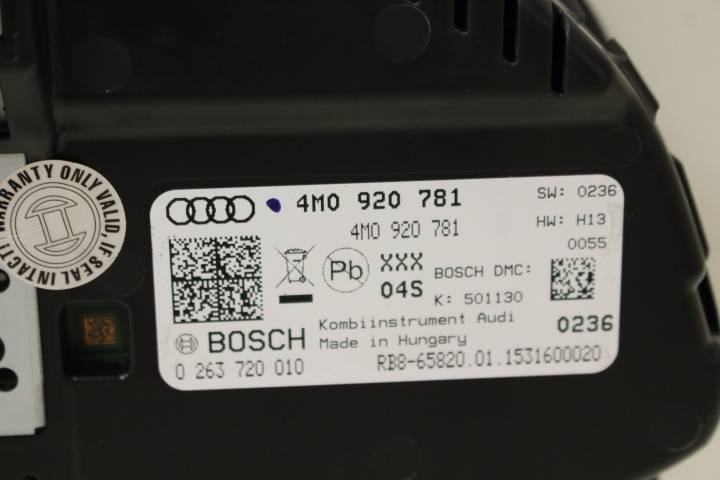 WARRANTY ONLY VALID, IF SEAL INTACT!
4M0 920 781
SW: 0236
4M0 920 781
HW: H13
0055
Pb
XXX
04S
BOSCH DMC:
K: 501130
BOSCH
Kombiinstrument Audi
Made in Hungary
0236
0 263 720 010
RB8-65820.01.1531600020